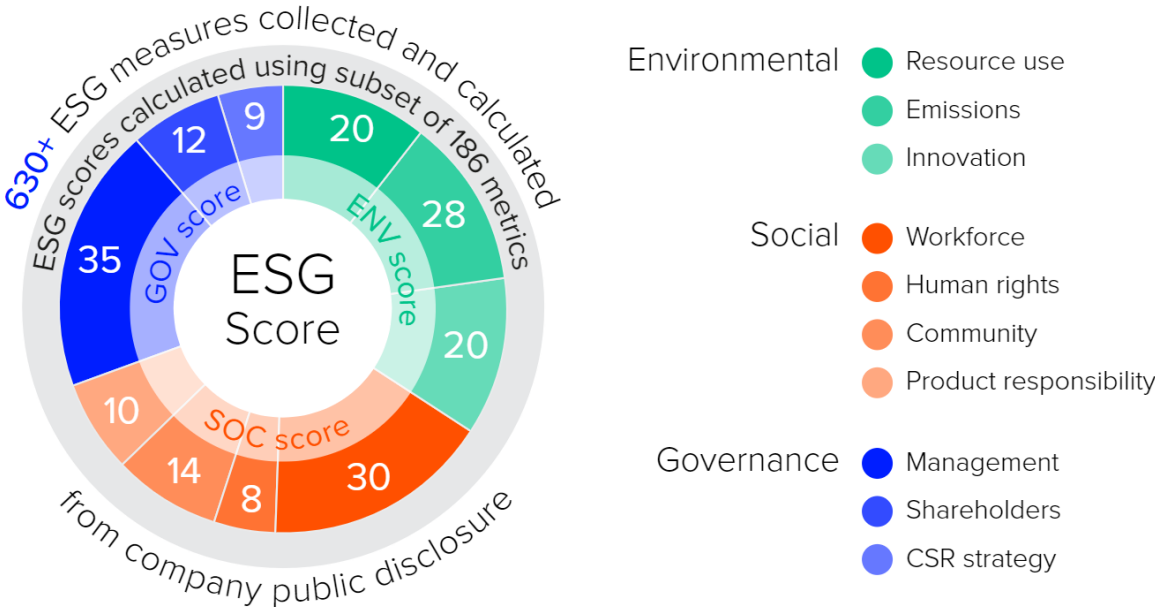 630+ ESG measures collected and calculated
from company public disclosure
ESG scores calculated using subset of 186 metrics
20
28
20
30
8
14
10
35
12
9
ENV score
SOC score
GOV score
ESG
Score
Environmental
Resource use
Emissions
Innovation
Social
Workforce
Human rights
Community
Product responsibility
Governance
Management
Shareholders
CSR strategy